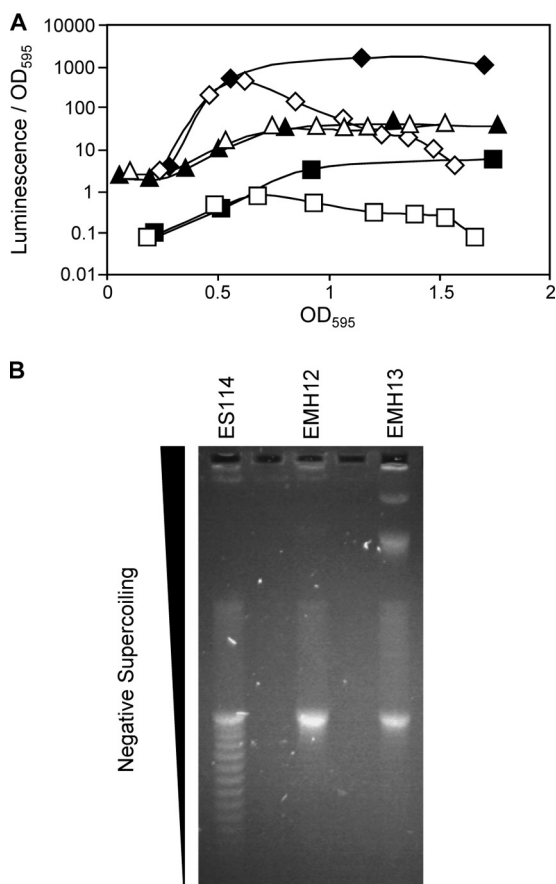 A
10000
1000
100
10
1
0.1
0.01
Luminescence / OD595
0 0.5 1 1.5 2
OD595
B
ES114 EMH12 EMH13
Negative Supercoiling